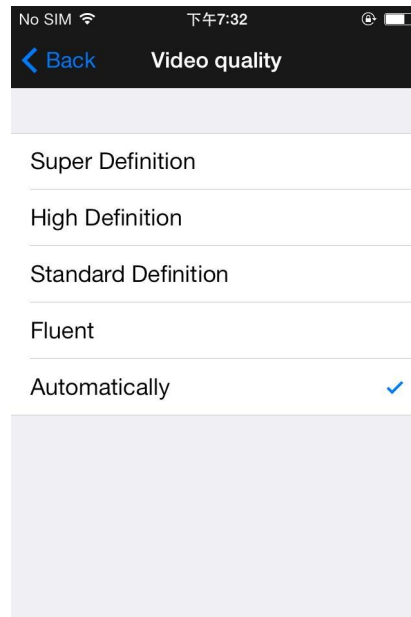 No SIM 下午7:32
Back Video quality
Super Definition
High Definition
Standard Definition
Fluent
Automatically